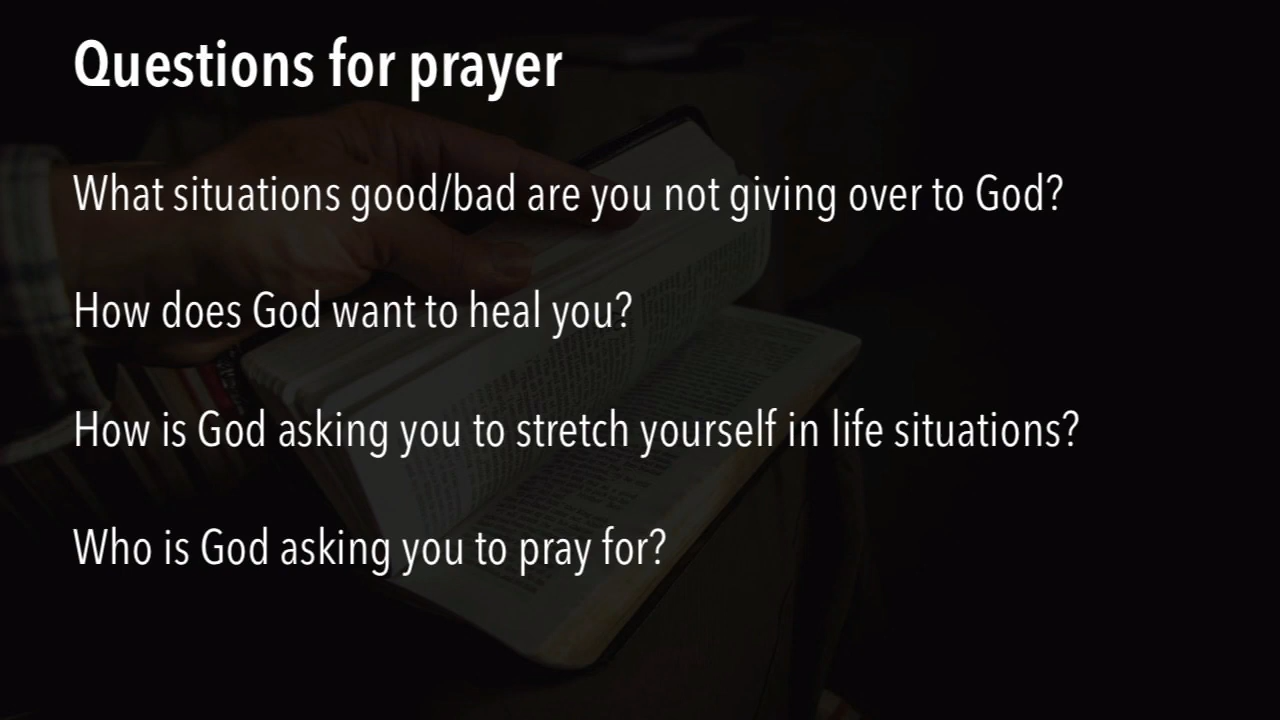 Questions for prayer
What situations good/bad are you not giving over to God?
How does God want to heal you?
How is God asking you to stretch yourself in life situations?
Who is God asking you to pray for?